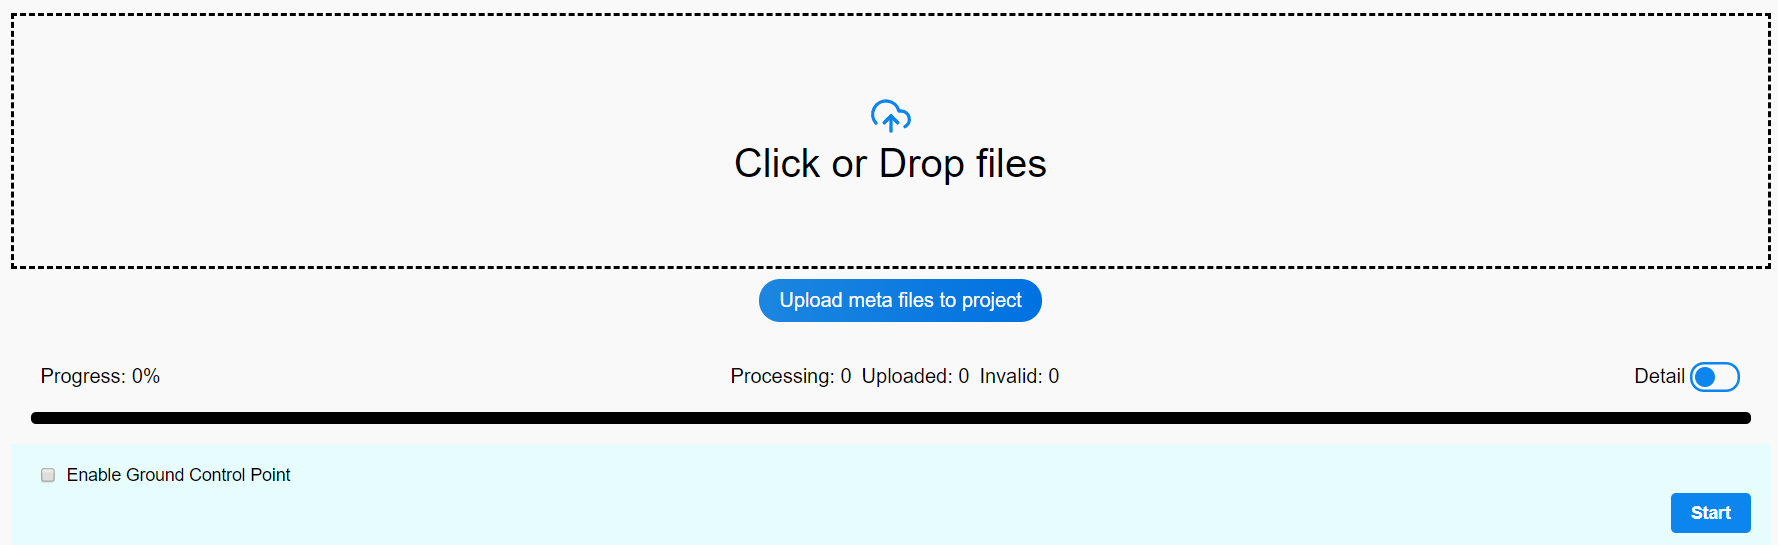 Click or Drop files
Upload meta files to project
Progress: 0% Processing: 0 Uploaded: 0 Invalid: 0 Detail
Enable Ground Control Point
Start